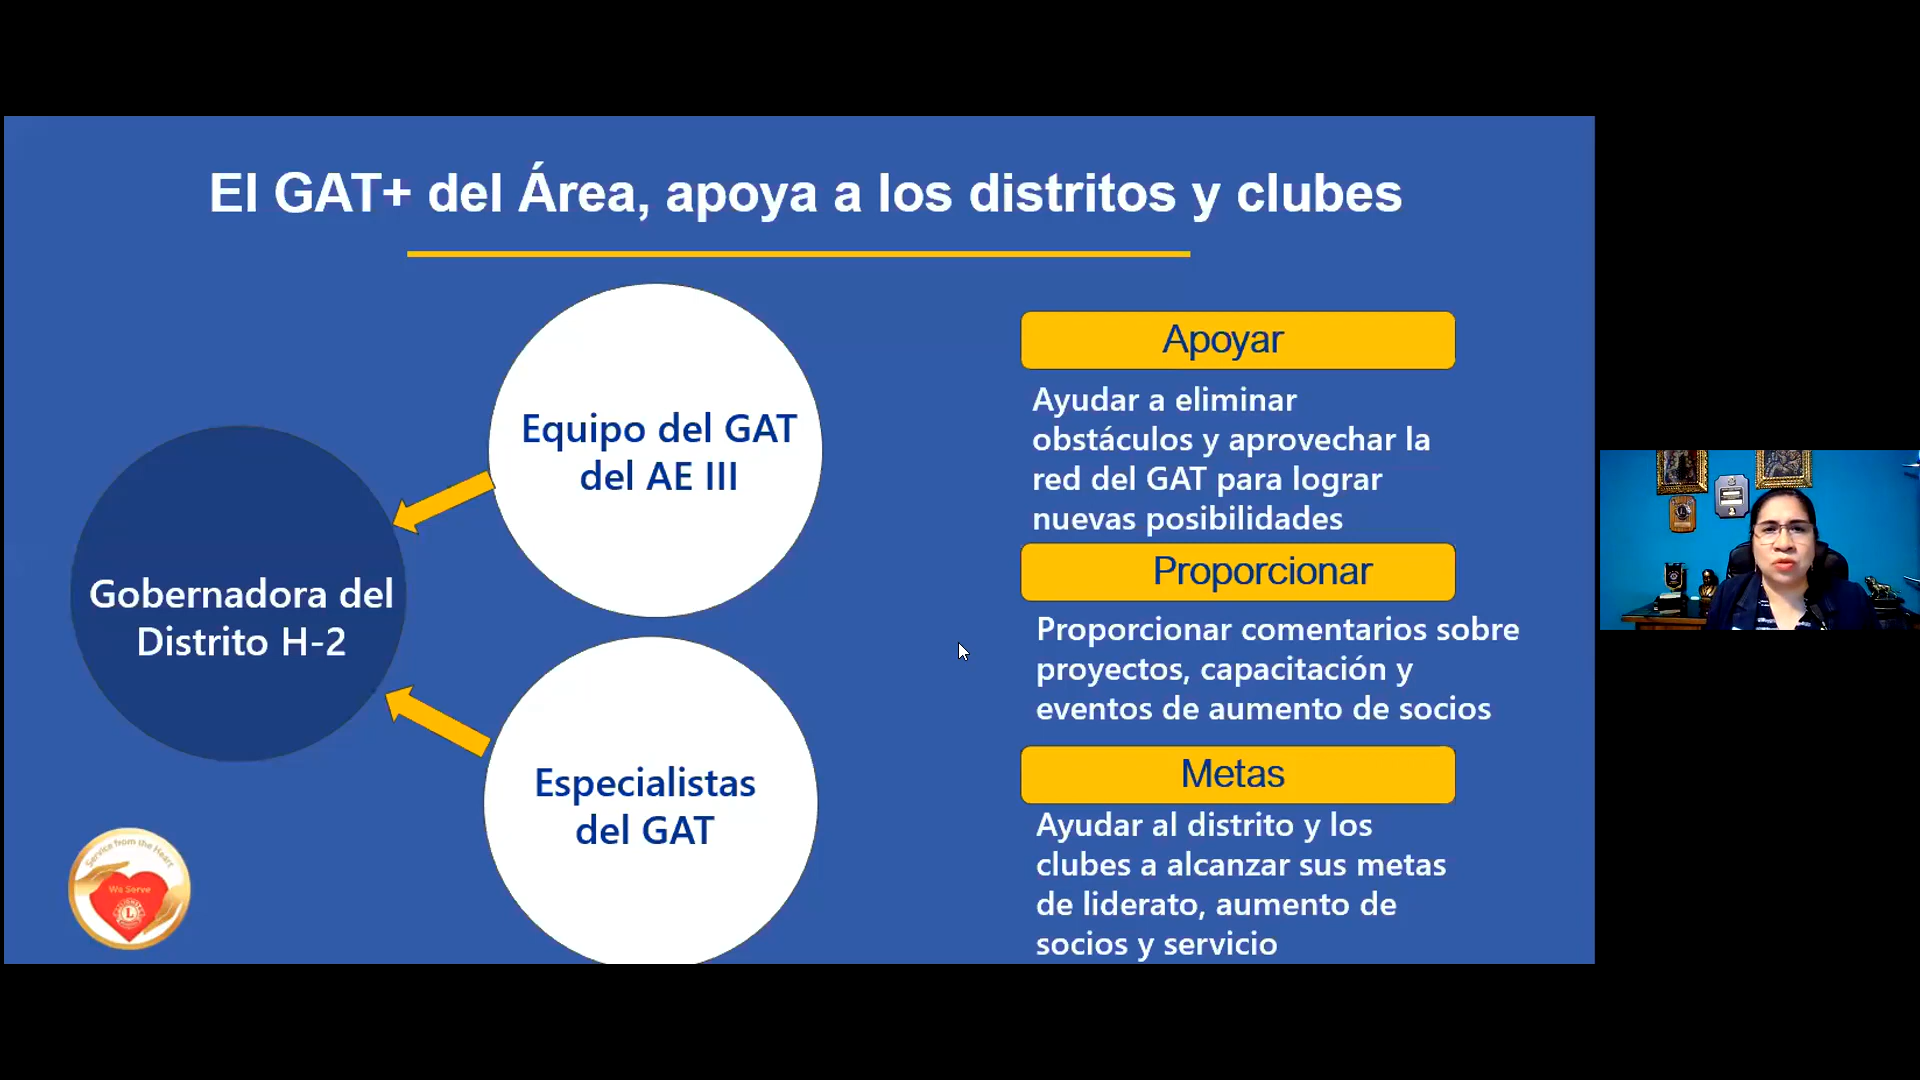 El GAT+ del Área, apoya a los distritos y clubes
Equipo del GAT
del AE III
Gobernadora del
Distrito H-2
Especialistas
del GAT
Apoyar
Ayudar a eliminar
obstáculos y aprovechar la
red del GAT para lograr
nuevas posibilidades
Proporcionar
Proporcionar comentarios sobre
proyectos, capacitación y
eventos de aumento de socios
Metas
Ayudar al distrito y los
clubes a alcanzar sus metas
de liderato, aumento de
socios y servicio
Service from the Heart
We Serve
L